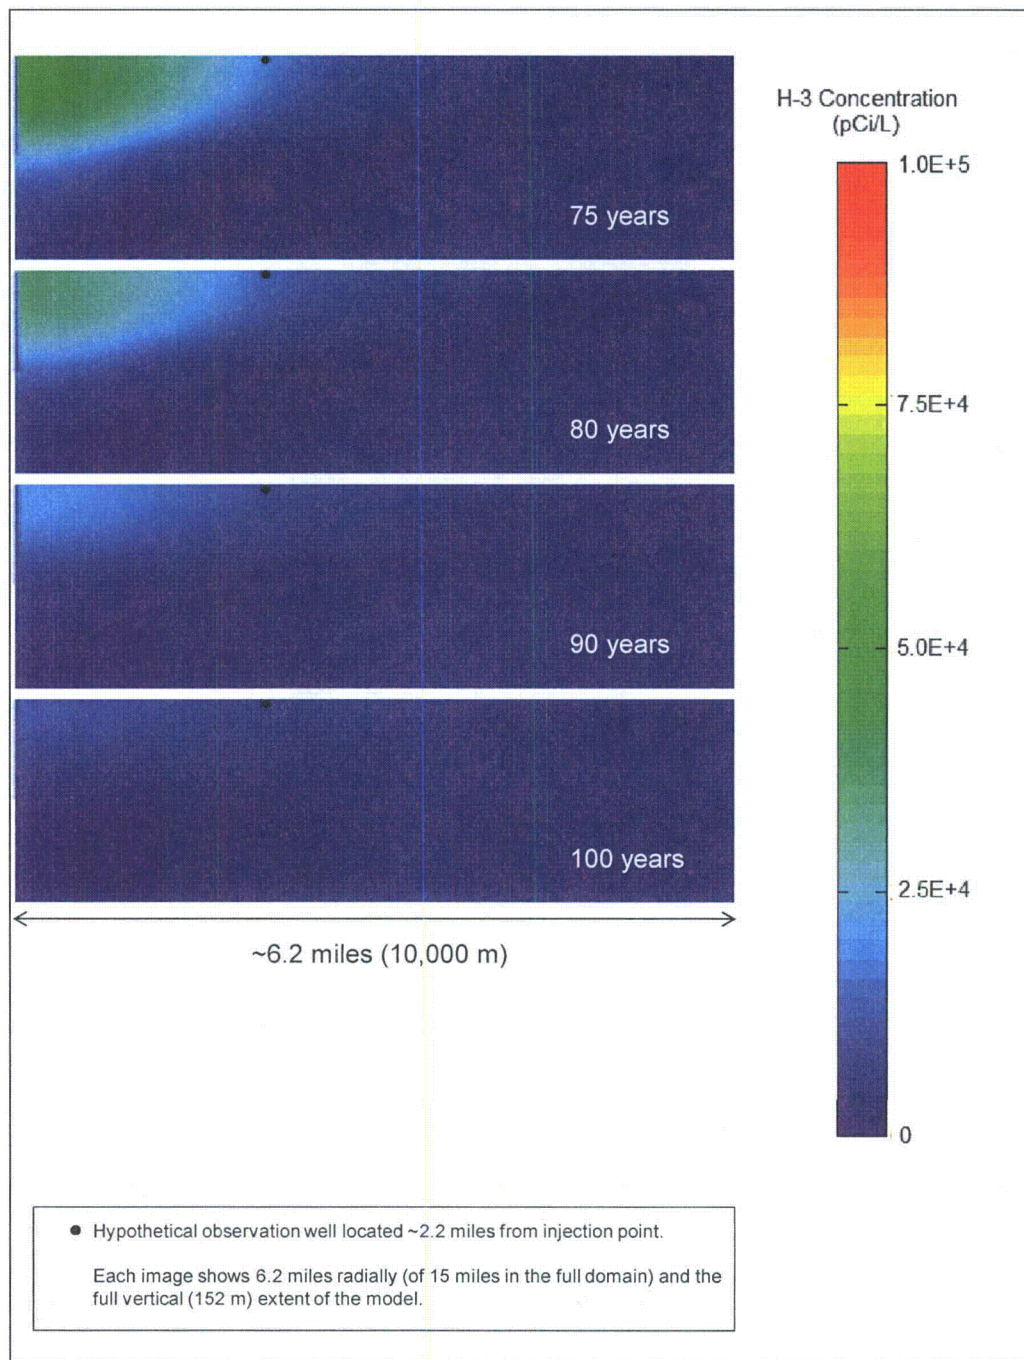 H-3 Concentration
(pCi/L)
1.0E+5
7.5E+4
5.0E+4
2.5E+4
0
75 years
80 years
90 years
100 years
~6.2 miles (10,000 m)
Hypothetical observation well located ~2.2 miles from injection point.
Each image shows 6.2 miles radially (of 15 miles in the full domain) and the
full vertical (152 m) extent of the model.